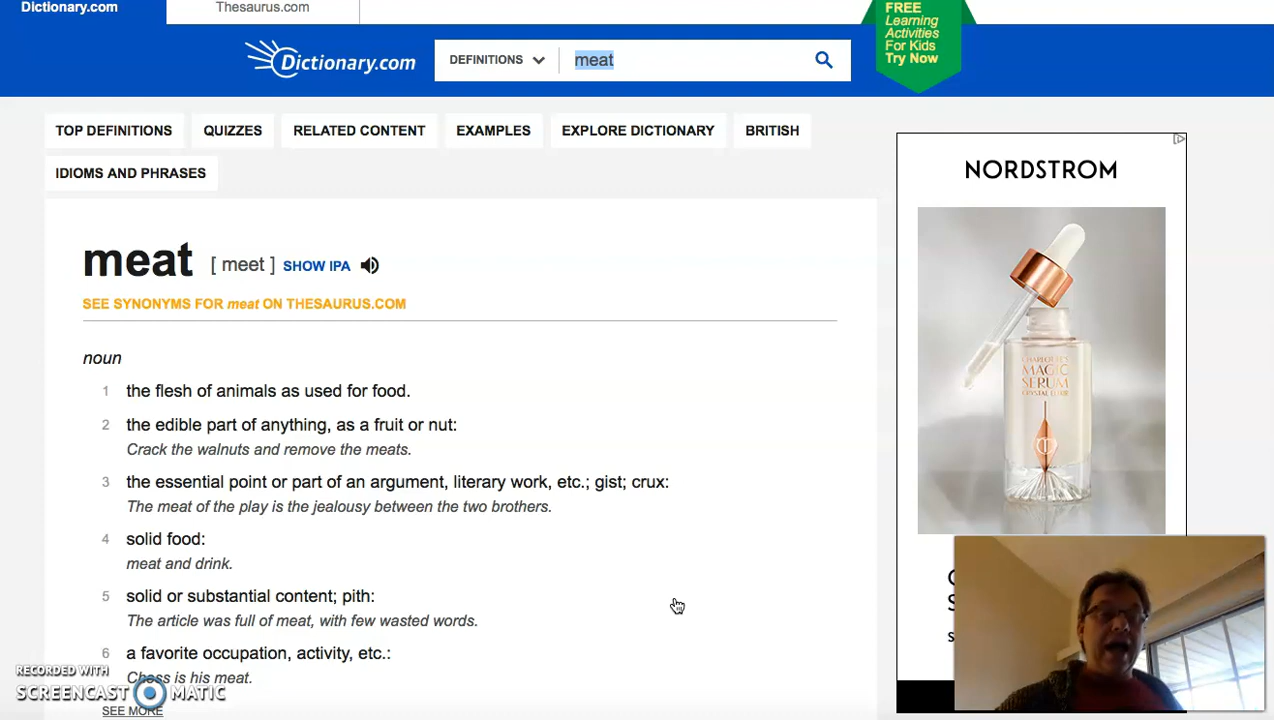 Dictionary.com
Thesaurus.com
FREE
Learning
Activities
For Kids
Try Now
Dictionary.com
DEFINITIONS
meat
TOP DEFINITIONS
QUIZZES
RELATED CONTENT
EXAMPLES
EXPLORE DICTIONARY
BRITISH
IDIOMS AND PHRASES
meat [ meet ] SHOW IPA
SEE SYNONYMS FOR meat ON THESAURUS.COM
noun
1 the flesh of animals as used for food.
2 the edible part of anything, as a fruit or nut:
Crack the walnuts and remove the meats.
3 the essential point or part of an argument, literary work, etc.; gist; crux:
The meat of the play is the jealousy between the two brothers.
4 solid food:
meat and drink.
5 solid or substantial content; pith:
The article was full of meat, with few wasted words.
6 a favorite occupation, activity, etc.:
Chess is his meat.
SEE MORE
RECORDED WITH
SCREENCAST MATIC
NORDSTROM
MAGIC
SERUM
CRYSTAL ELIXIR